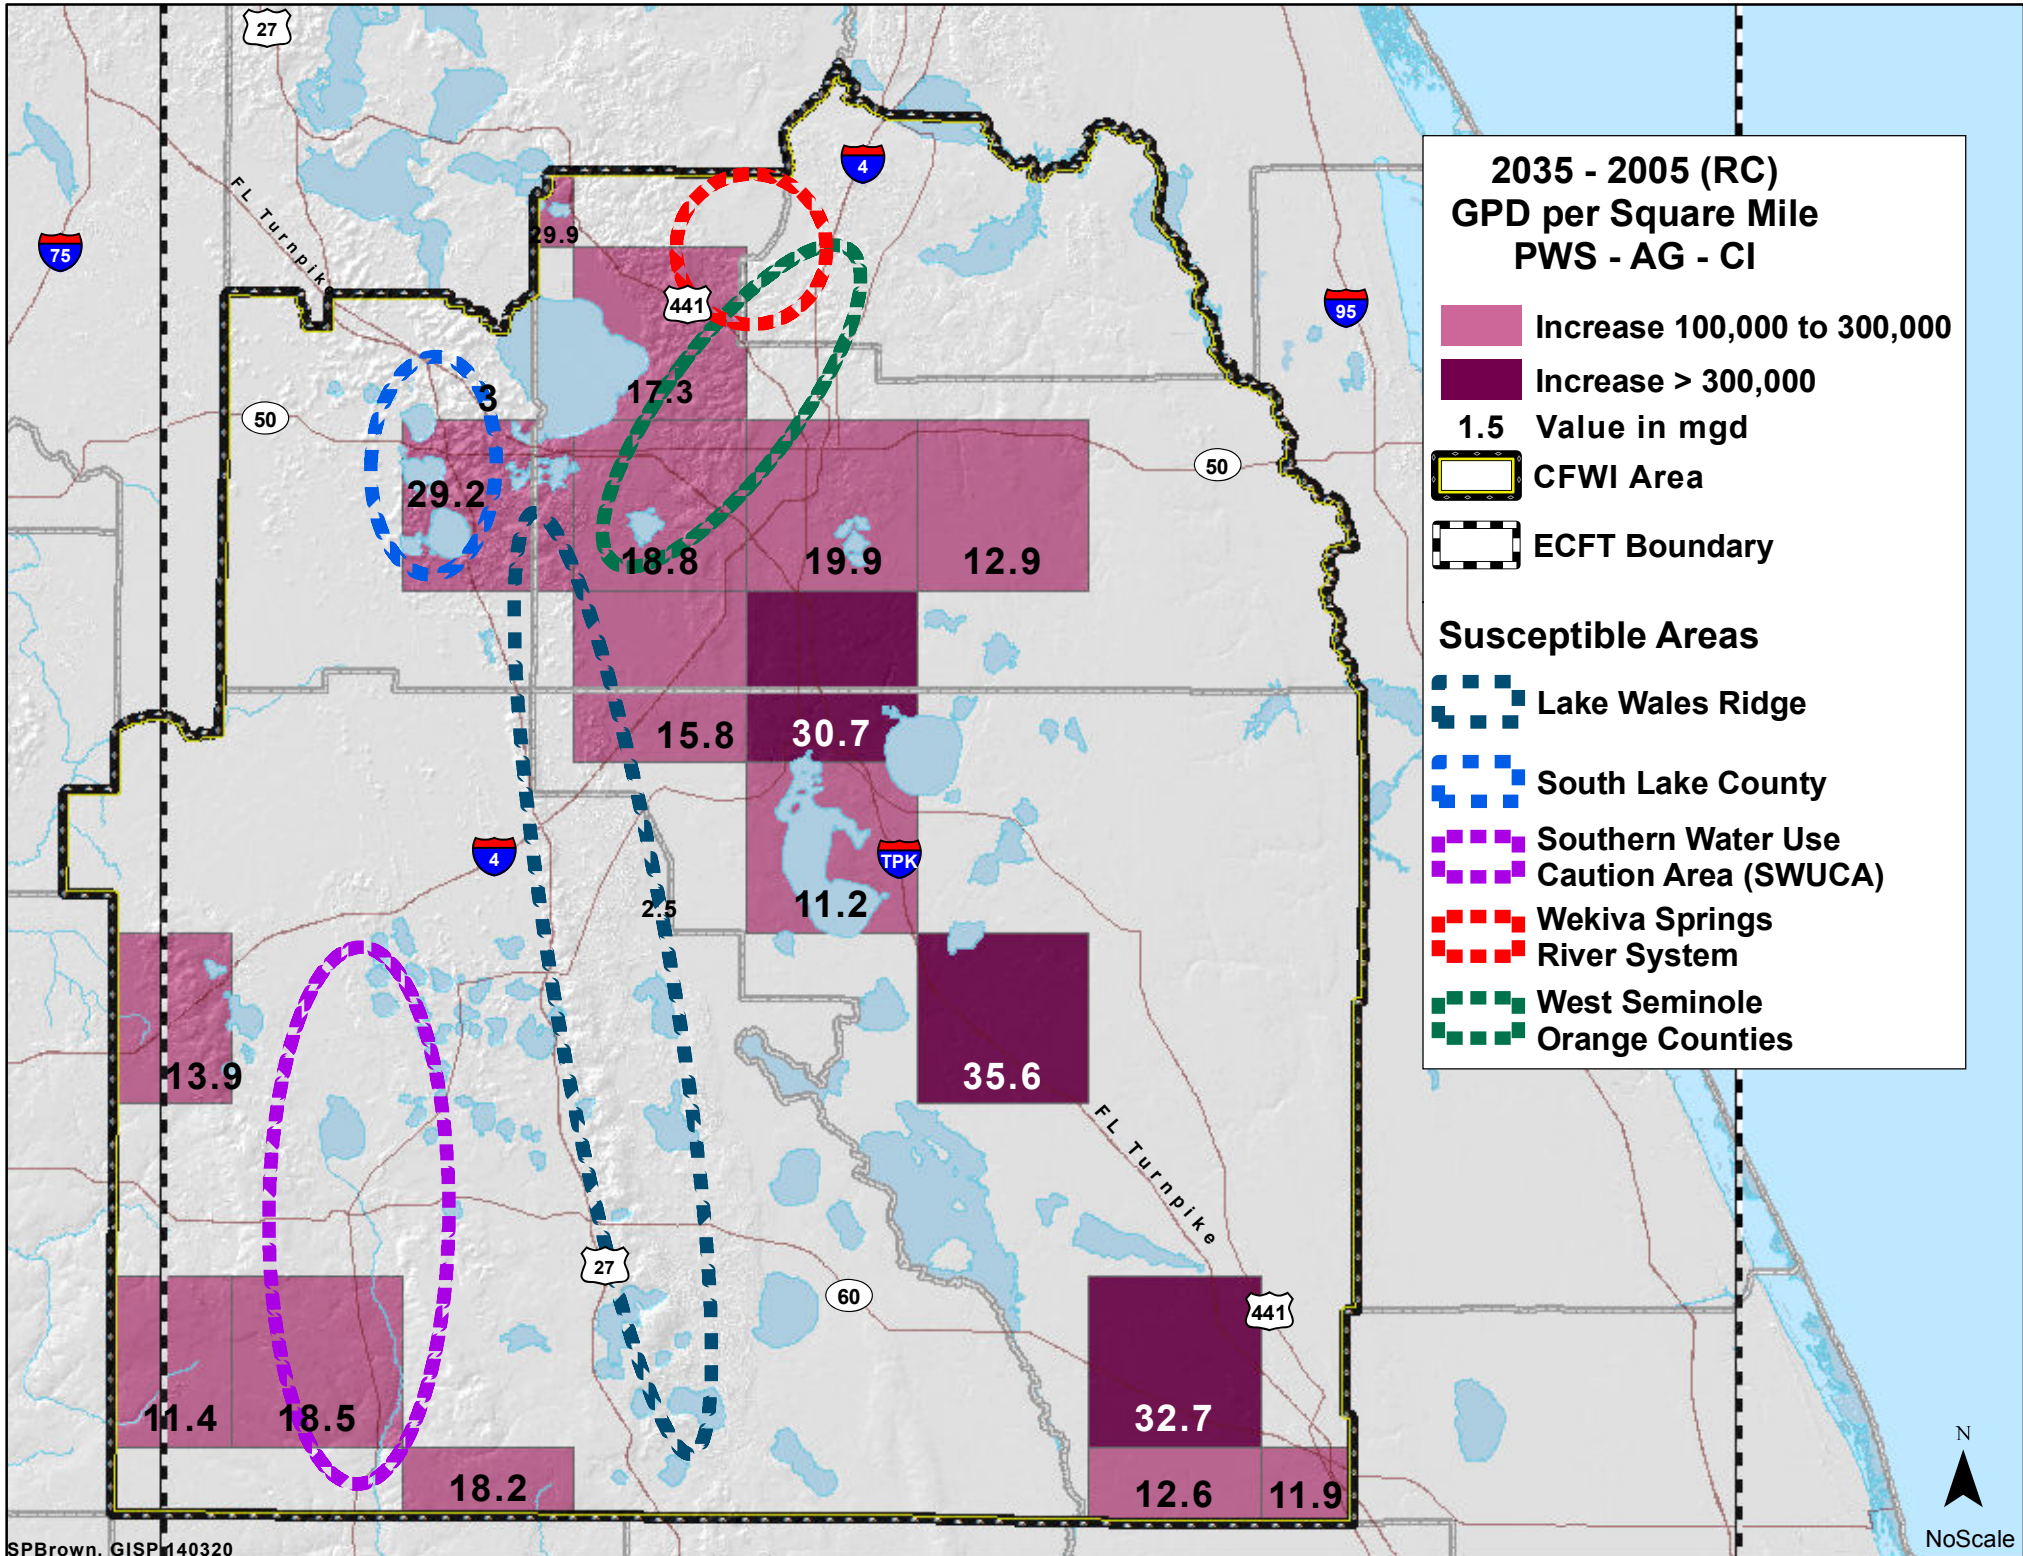 27
4
FL Turnpike
75
29.9
441
95
3
17.3
50
50
29.2
18.8
19.9
12.9
15.8
30.7
4
TPK
2.5
11.2
13.9
35.6
FL Turnpike
27
60
441
11.4
18.5
32.7
18.2
12.6
11.9
2035 - 2005 (RC)
GPD per Square Mile
PWS - AG - CI
Increase 100,000 to 300,000
Increase > 300,000
1.5 Value in mgd
CFWI Area
ECFT Boundary
Susceptible Areas
Lake Wales Ridge
South Lake County
Southern Water Use
Caution Area (SWUCA)
Wekiva Springs
River System
West Seminole
Orange Counties
N
NoScale
SPBrown, GISP 140320